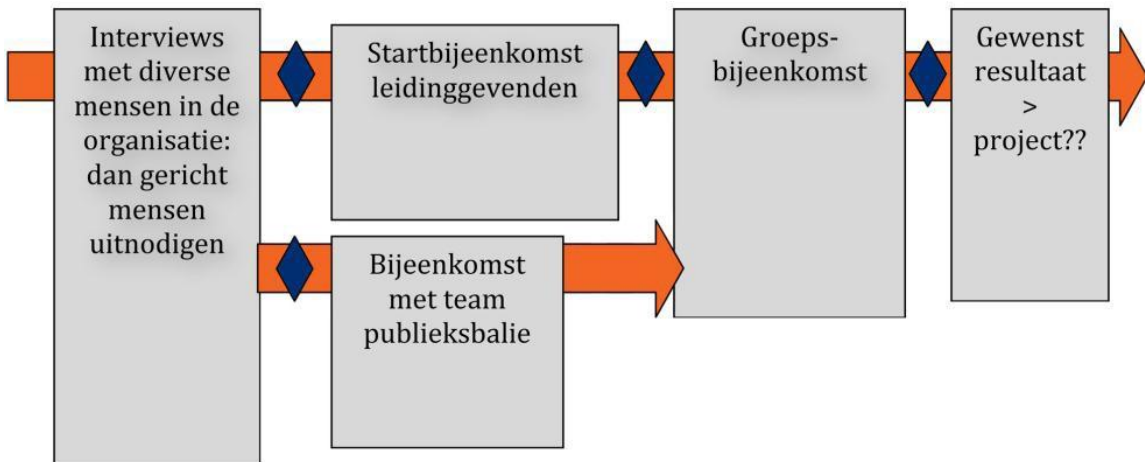 Interviews
met diverse
mensen in de
organisatie:
dan gericht
mensen
uitnodigen
Startbijeenkomst
leidinggevenden
Bijeenkomst
met team
publieksbalie
Groeps-
bijeenkomst
Gewenst
resultaat
>
project??